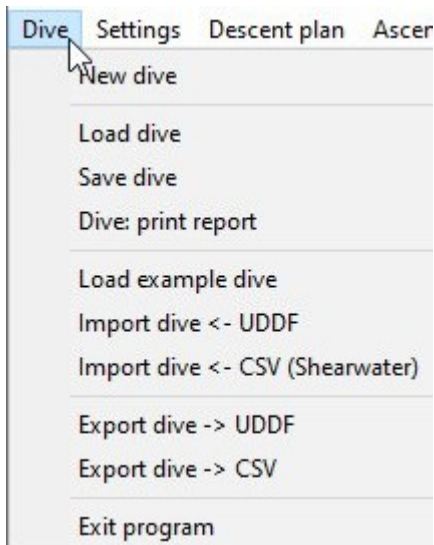 Dive Settings Descent plan Ascen
New dive
Load dive
Save dive
Dive: print report
Load example dive
Import dive <- UDDF
Import dive <- CSV (Shearwater)
Export dive -> UDDF
Export dive -> CSV
Exit program